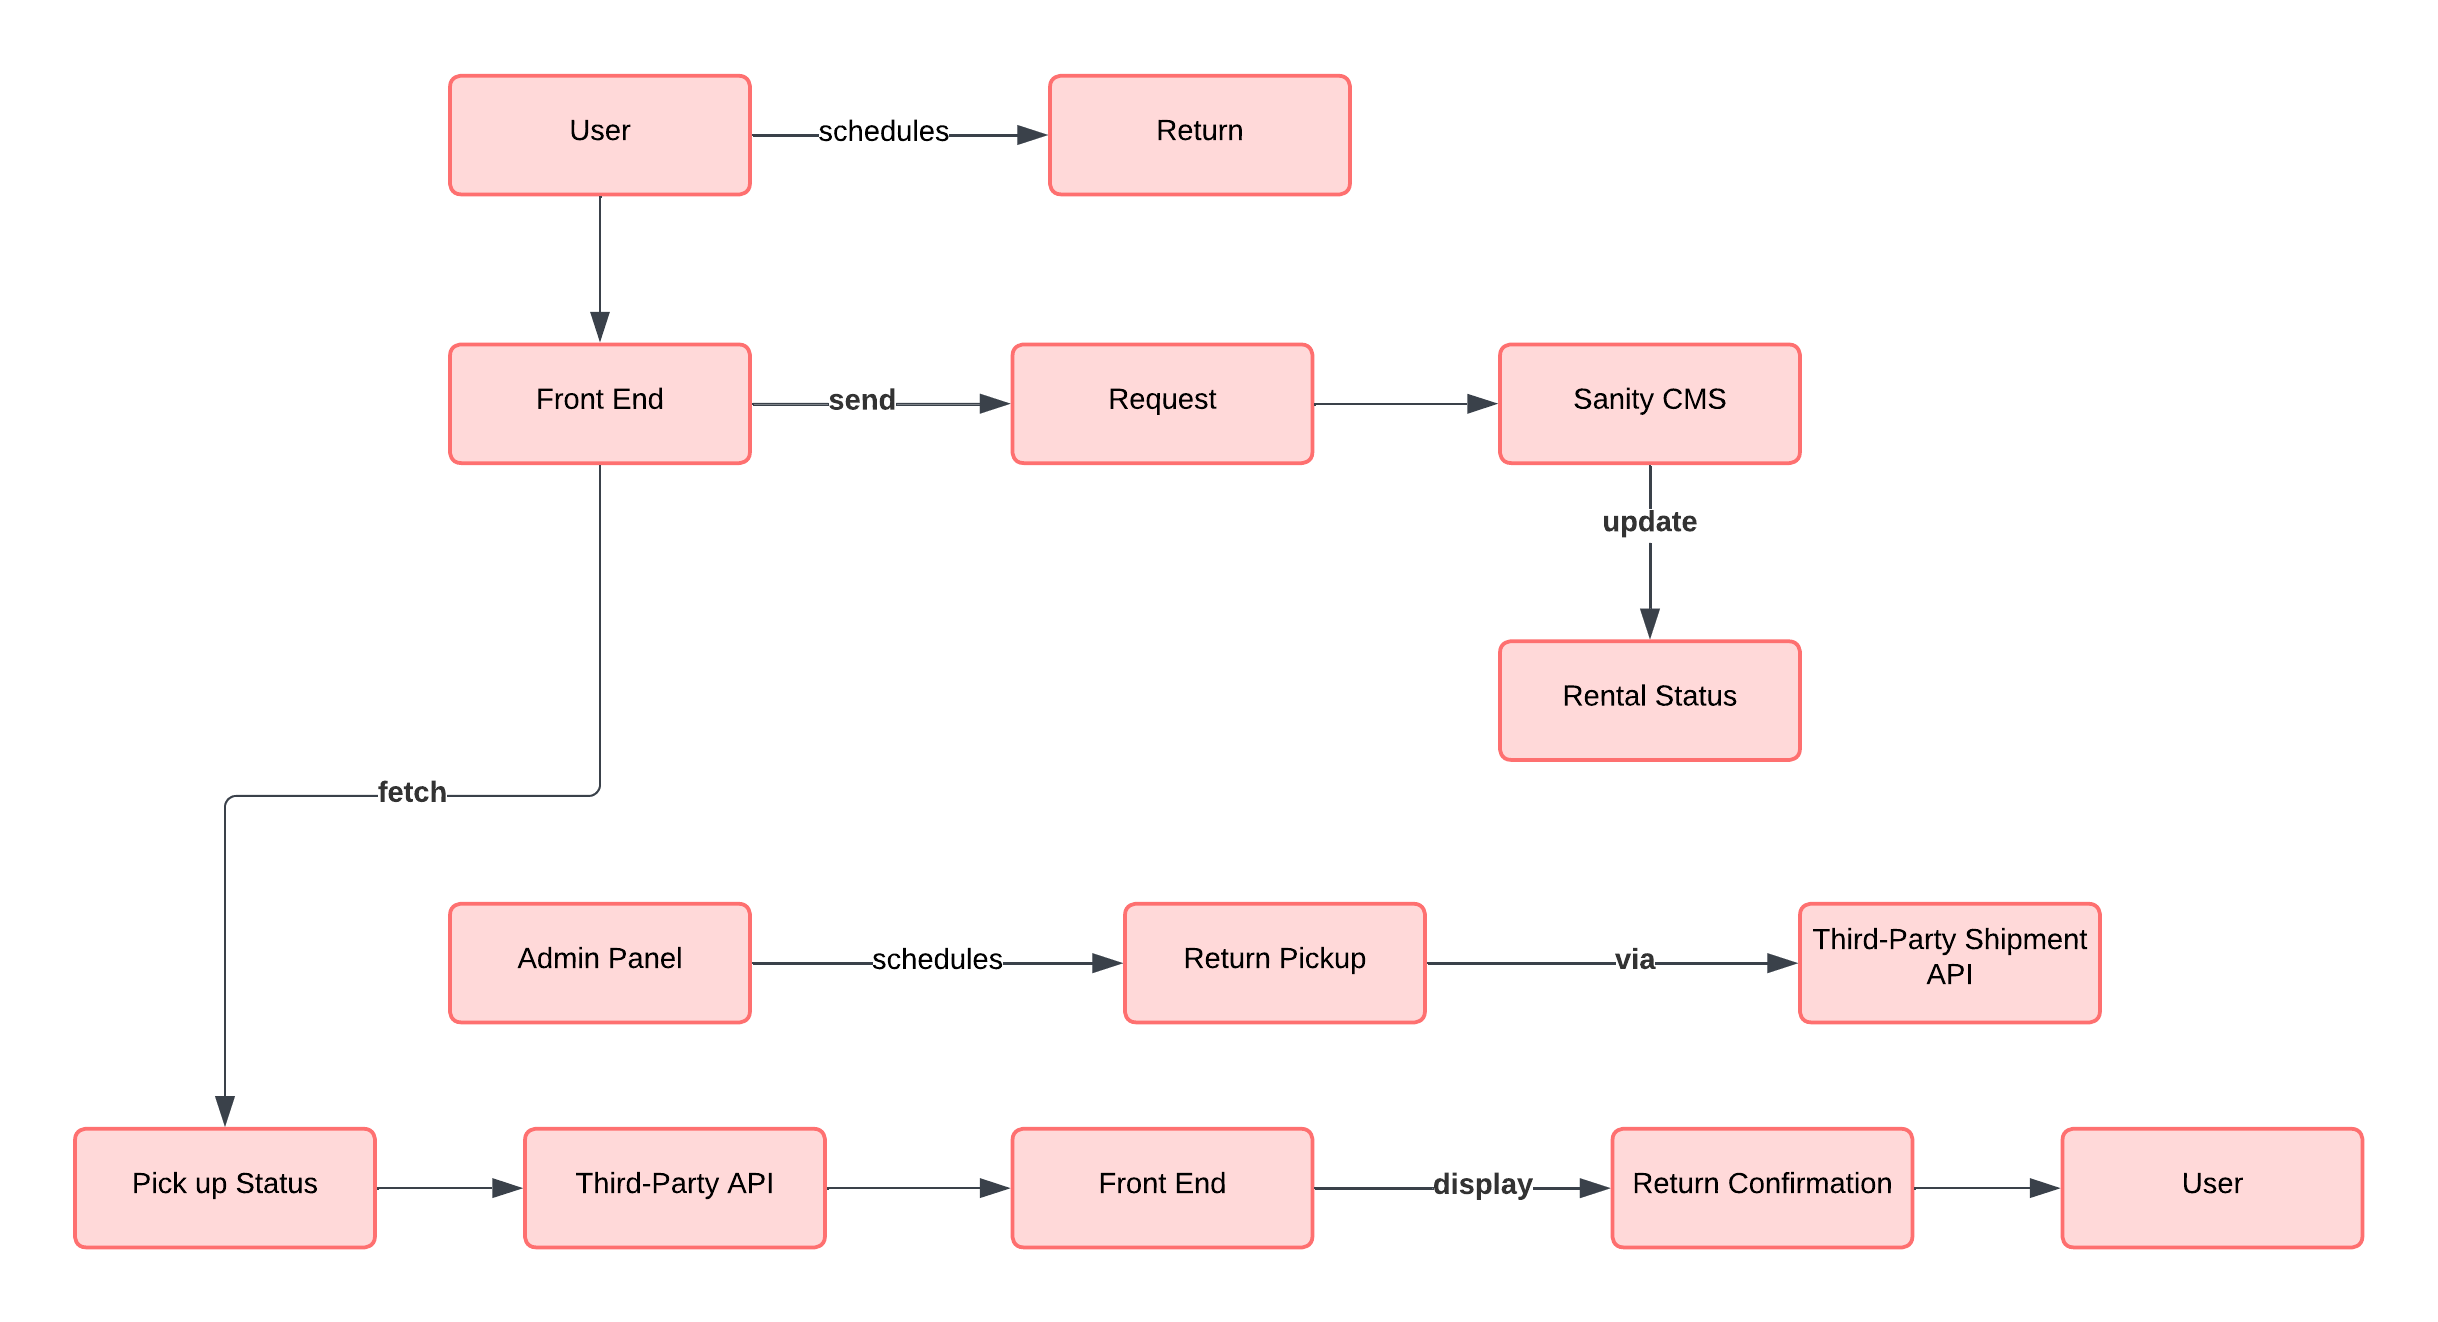 User
schedules
Return
Front End
send
Request
Sanity CMS
update
Rental Status
fetch
Admin Panel
schedules
Return Pickup
via
Third-Party Shipment
API
Pick up Status
Third-Party API
Front End
display
Return Confirmation
User